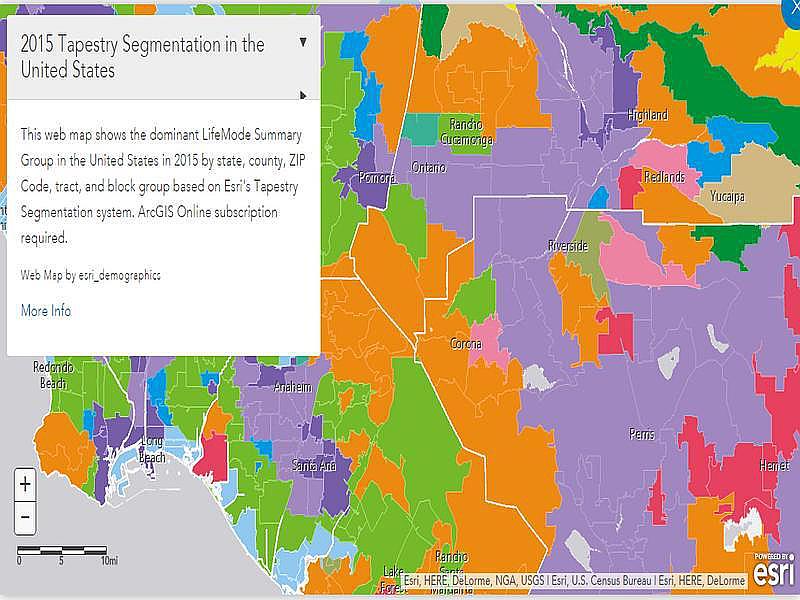 2015 Tapestry Segmentation in the
United States
This web map shows the dominant LifeMode Summary
Group in the United States in 2015 by state, county, ZIP
Code, tract, and block group based on Esri's Tapestry
Segmentation system. ArcGIS Online subscription
required.
Web Map by esri_demographics
More Info
Highland
Rancho
Cucamonga
Ontario
Pomona
Redlands
Yucaipa
Riverside
Corona
Redondo
Beach
Anaheim
Long
Beach
Santa Ana
Perris
Hemet
Lake
Forest
Rancho
Santa
Margarita
+
−
0 5 10mi
Esri, HERE, DeLorme, NGA, USGS | Esri, U.S. Census Bureau | Esri, HERE, DeLorme
POWERED BY
esri